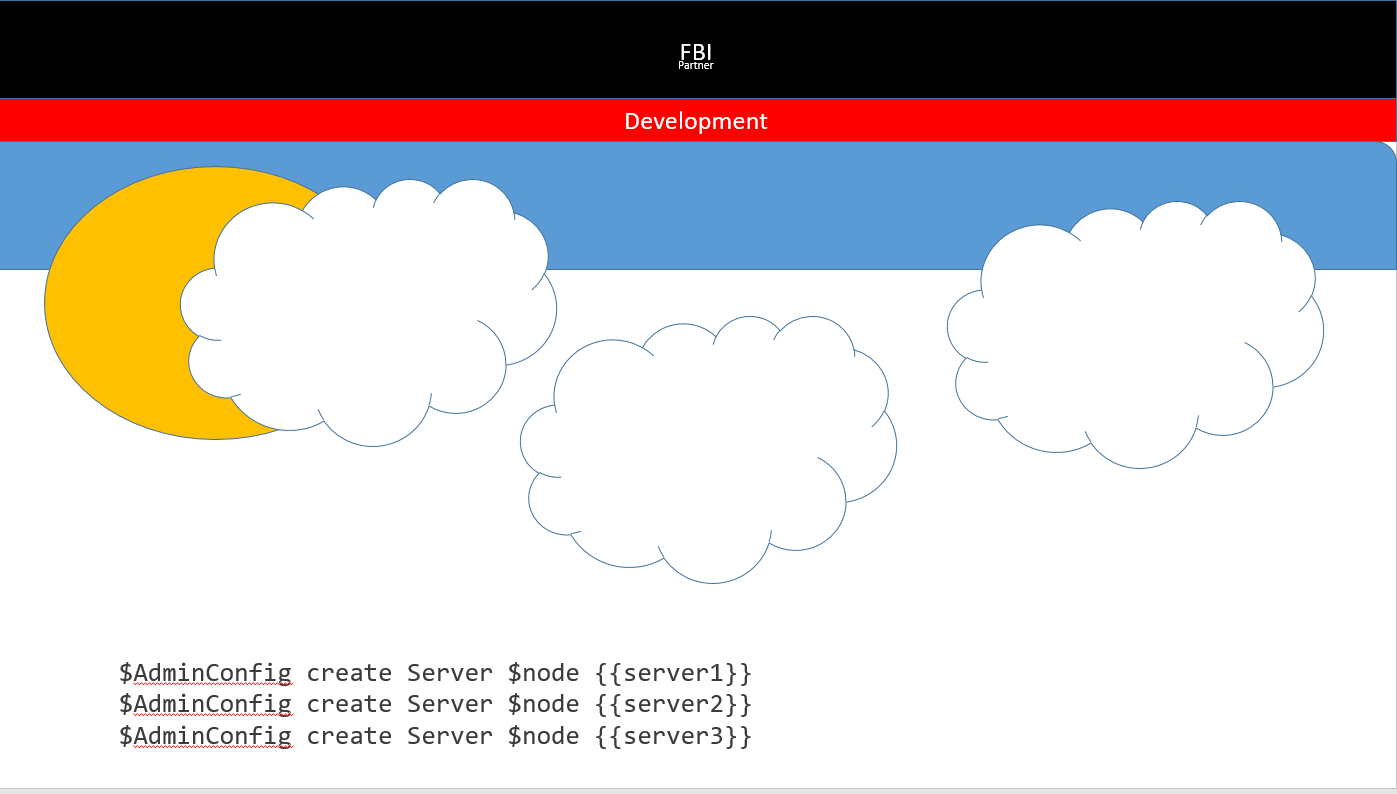 FBI
Partner
Development
$AdminConfig create Server $node {{server1}}
$AdminConfig create Server $node {{server2}}
$AdminConfig create Server $node {{server3}}